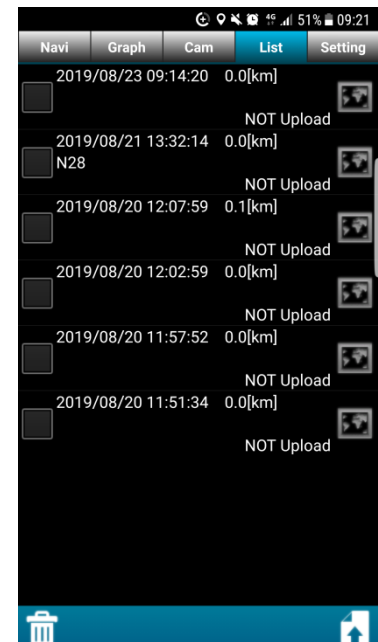 4G 51% 09:21
Navi Graph Cam List Setting
2019/08/23 09:14:20 0.0[km]
NOT Upload
2019/08/21 13:32:14 0.0[km]
N28
NOT Upload
2019/08/20 12:07:59 0.1[km]
NOT Upload
2019/08/20 12:02:59 0.0[km]
NOT Upload
2019/08/20 11:57:52 0.0[km]
NOT Upload
2019/08/20 11:51:34 0.0[km]
NOT Upload